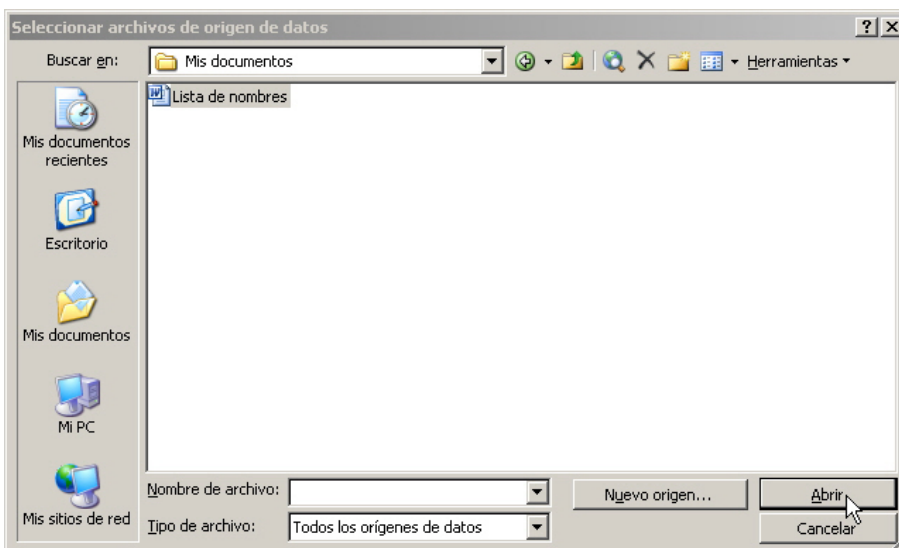 Seleccionar archivos de origen de datos
Buscar en:
Mis documentos
Herramientas
Lista de nombres
Mis documentos
recientes
Escritorio
Mis documentos
Mi PC
Mis sitios de red
Nombre de archivo:
Nuevo origen...
Abrir
Tipo de archivo:
Todos los orígenes de datos
Cancelar